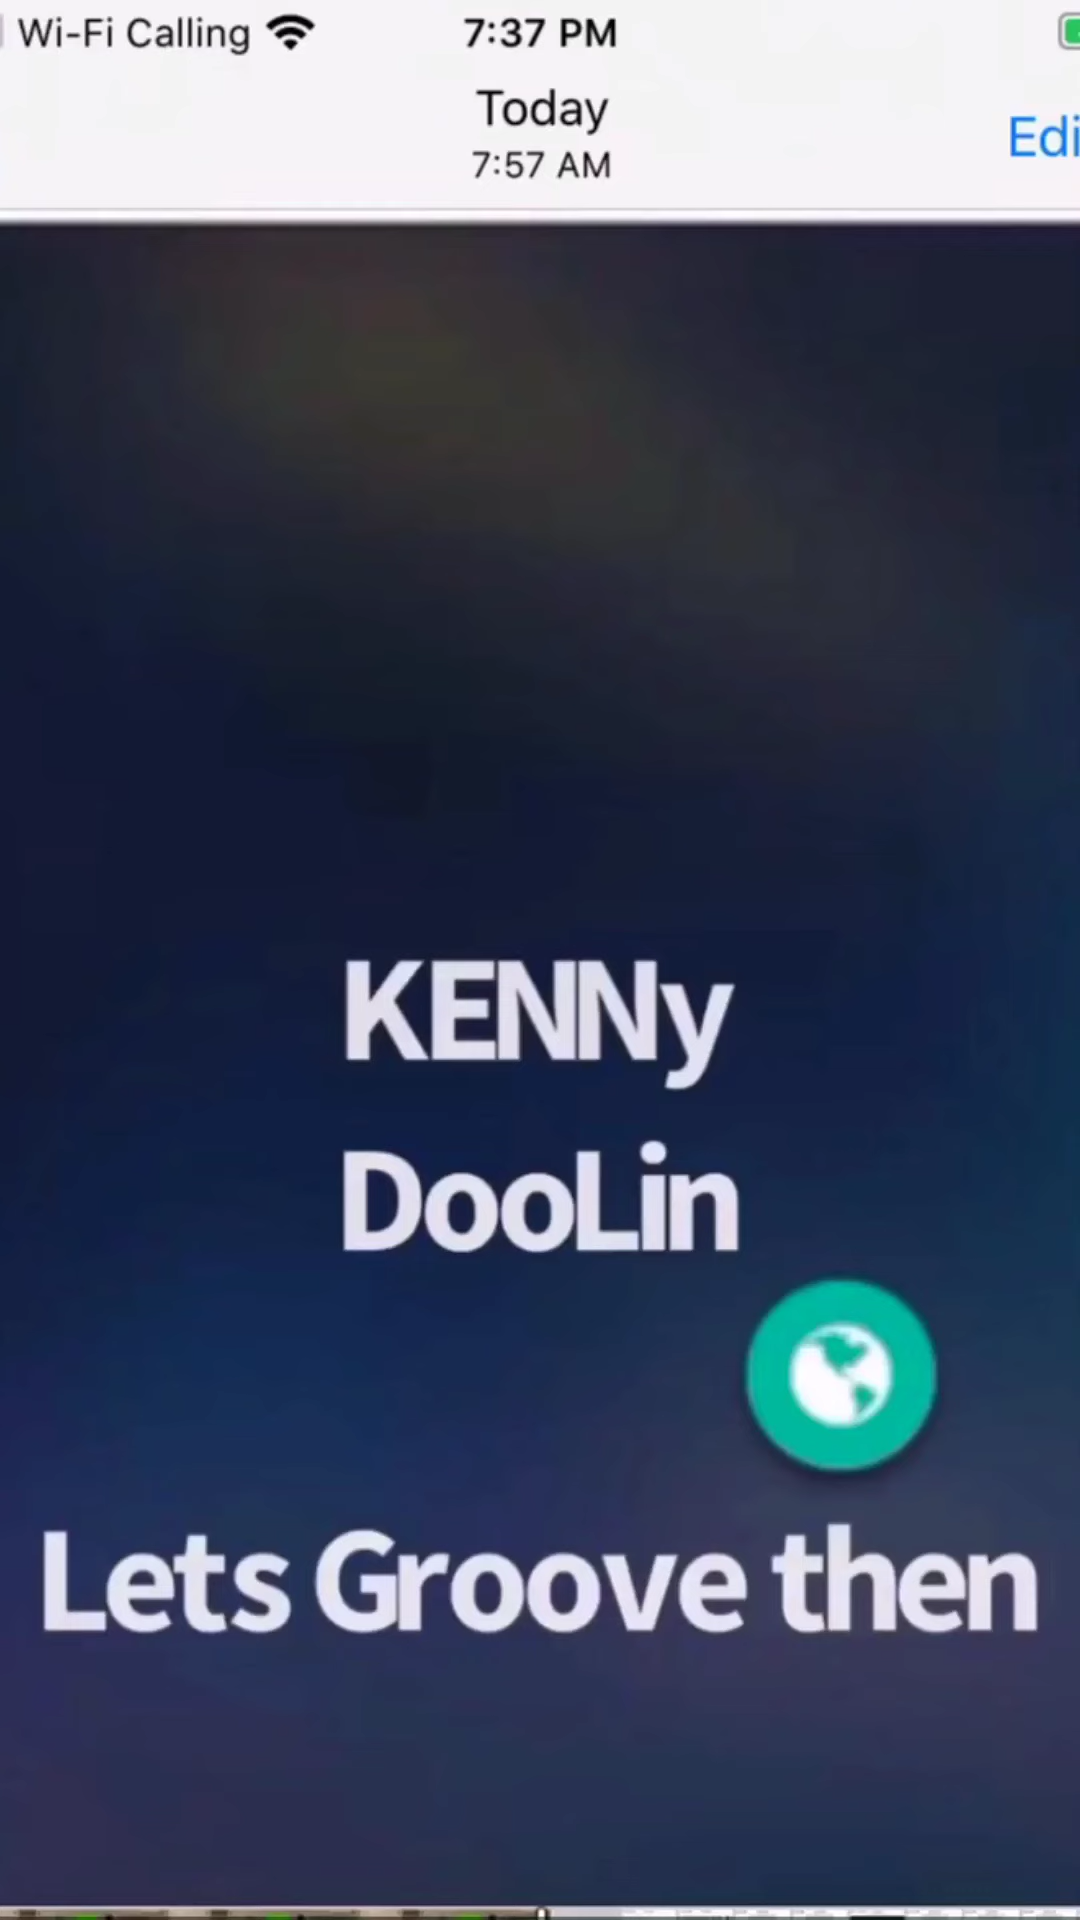 Wi-Fi Calling 7:37 PM
Today
7:57 AM
Edi
KENNy
DooLin
Lets Groove then